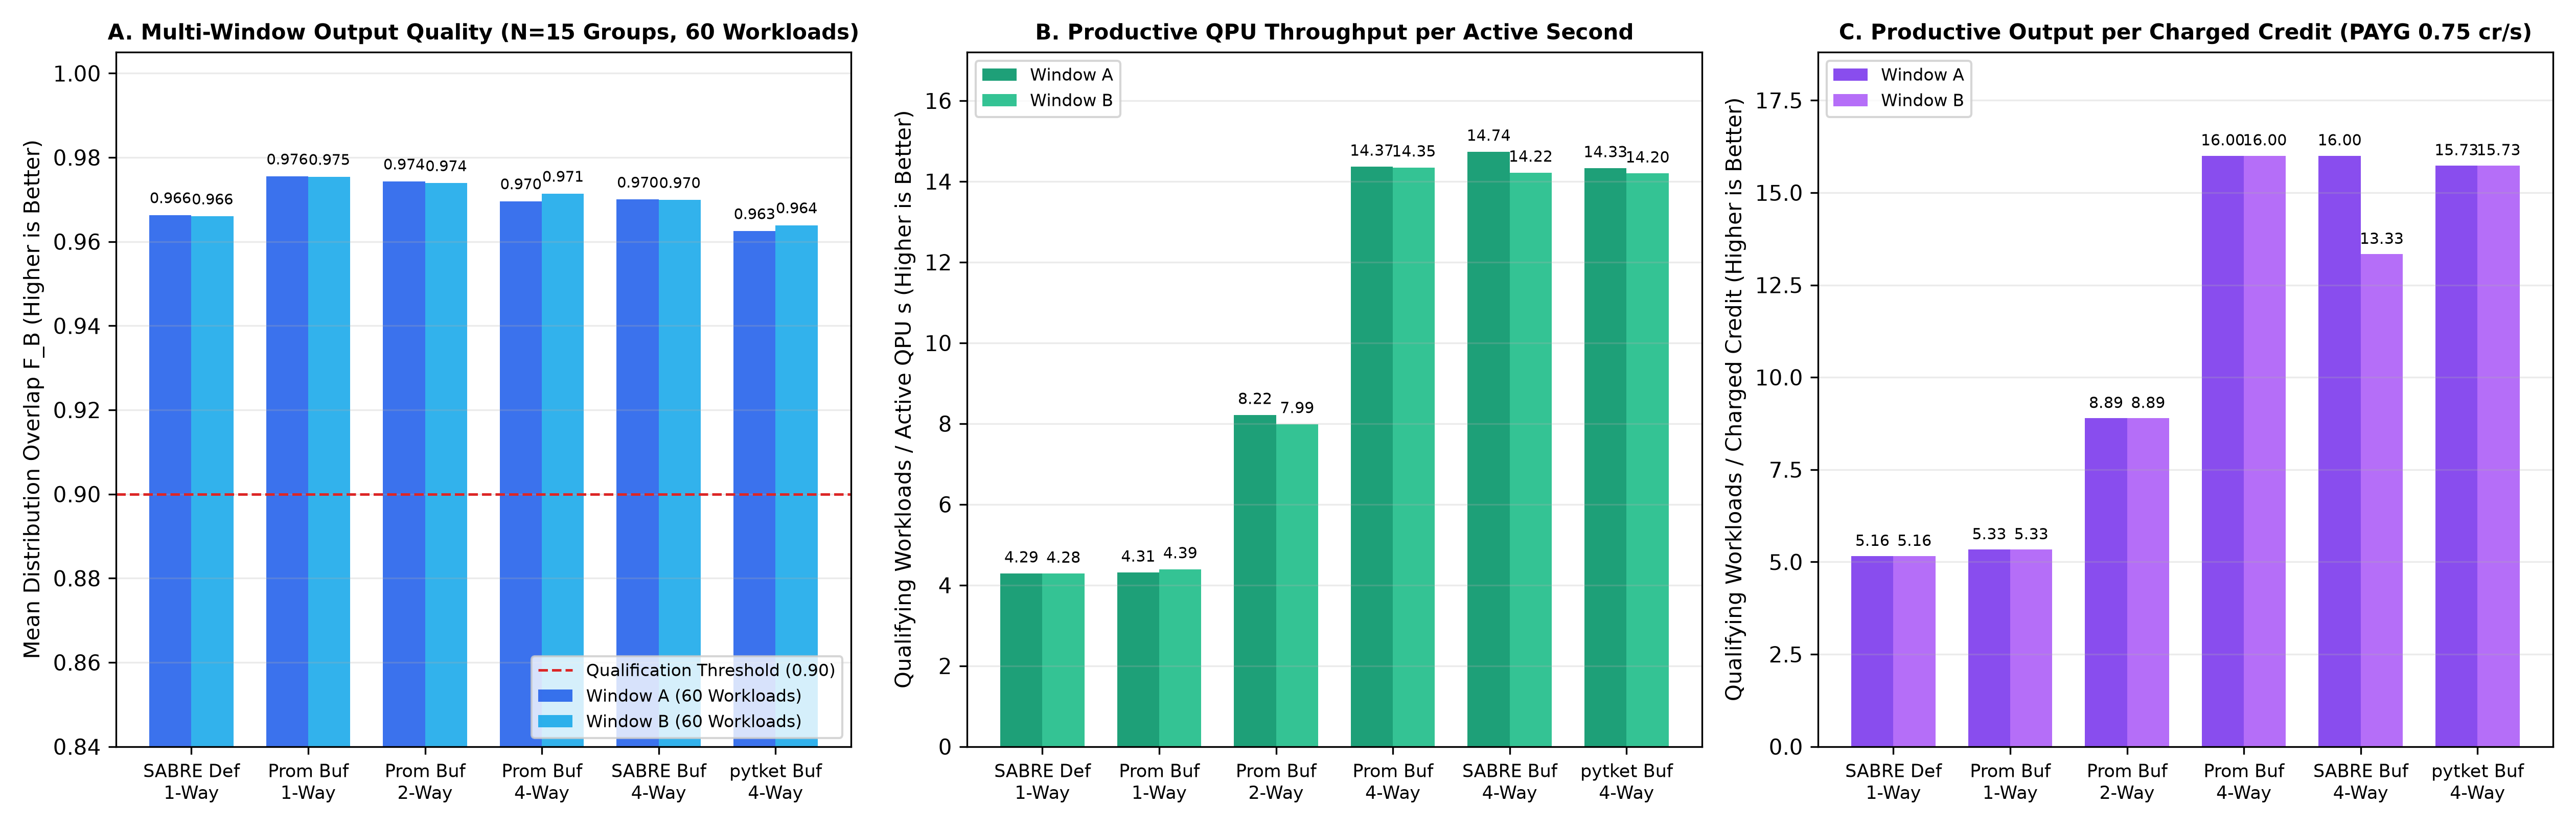 A. Multi-Window Output Quality (N=15 Groups, 60 Workloads)
Mean Distribution Overlap F_B (Higher is Better)
1.00
0.98
0.96
0.94
0.92
0.90
0.88
0.86
0.84
0.966 0.966
0.976 0.975
0.974 0.974
0.970 0.971
0.970 0.970
0.963 0.964
Qualification Threshold (0.90)
Window A (60 Workloads)
Window B (60 Workloads)
SABRE Def
1-Way
Prom Buf
1-Way
Prom Buf
2-Way
Prom Buf
4-Way
SABRE Buf
4-Way
pytket Buf
4-Way
B. Productive QPU Throughput per Active Second
Qualifying Workloads / Active QPU s (Higher is Better)
Window A
Window B
16
14
12
10
8
6
4
2
0
4.29 4.28
4.31 4.39
8.22 7.99
14.37 14.35
14.74 14.22
14.33 14.20
SABRE Def
1-Way
Prom Buf
1-Way
Prom Buf
2-Way
Prom Buf
4-Way
SABRE Buf
4-Way
pytket Buf
4-Way
C. Productive Output per Charged Credit (PAYG 0.75 cr/s)
Qualifying Workloads / Charged Credit (Higher is Better)
Window A
Window B
17.5
15.0
12.5
10.0
7.5
5.0
2.5
0.0
5.16 5.16
5.33 5.33
8.89 8.89
16.00 16.00
16.00 13.33
15.73 15.73
SABRE Def
1-Way
Prom Buf
1-Way
Prom Buf
2-Way
Prom Buf
4-Way
SABRE Buf
4-Way
pytket Buf
4-Way